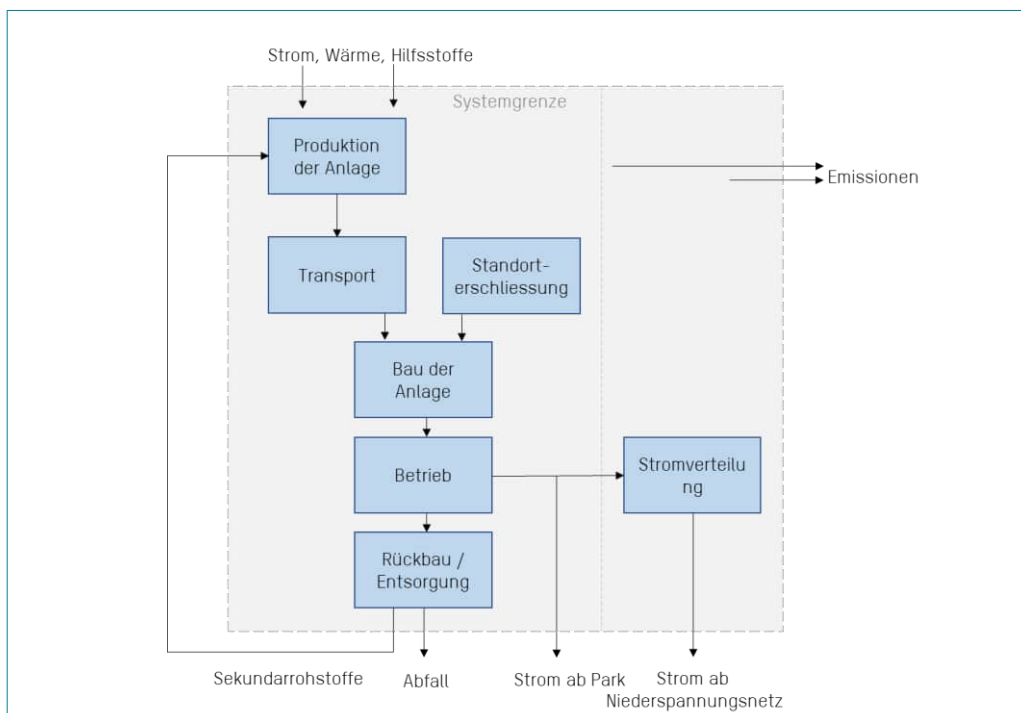 Strom, Wärme, Hilfsstoffe
Systemgrenze
Produktion
der Anlage
Emissionen
Transport
Standort-
erschliessung
Bau der
Anlage
Betrieb
Stromverteilu
ng
Rückbau /
Entsorgung
Sekundarrohstoffe
Abfall
Strom ab Park
Strom ab
Niederspannungsnetz